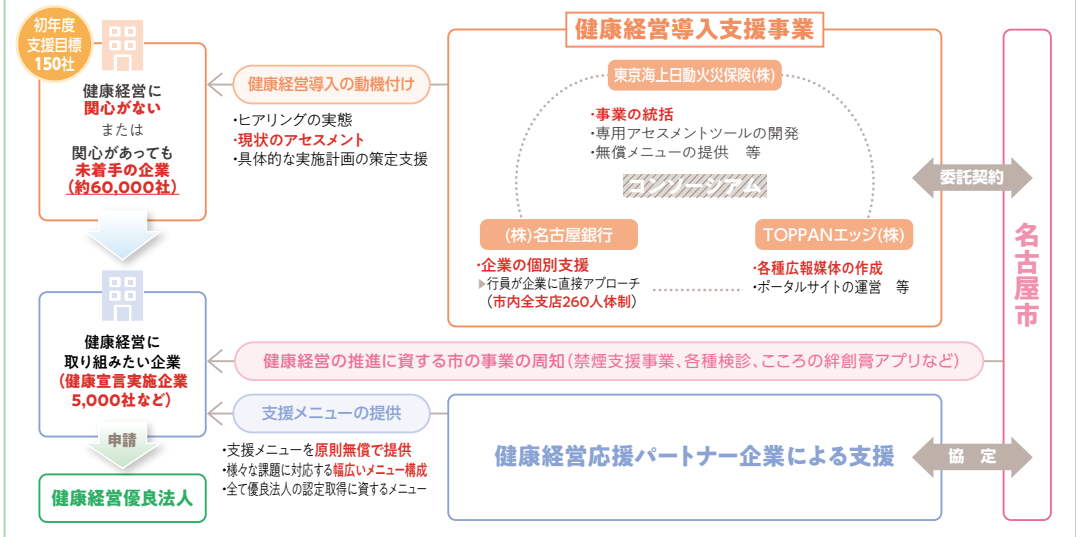 初年度
支援目標
150社
健康経営に
関心がない
または
関心があっても
未着手の企業
(約60,000社)
健康経営導入の動機付け
・ヒアリングの実態
・現状のアセスメント
・具体的な実施計画の策定支援
健康経営導入支援事業
東京海上日動火災保険(株)
・事業の統括
・専用アセスメントツールの開発
・無償メニューの提供　等
コンソーシアム
(株)名古屋銀行
・企業の個別支援
▶行員が企業に直接アプローチ
(市内全支店260人体制)
TOPPANエッジ(株)
・各種広報媒体の作成
・ポータルサイトの運営　等
委託契約
名古屋市
健康経営に
取り組みたい企業
(健康宣言実施企業
5,000社など)
健康経営の推進に資する市の事業の周知(禁煙支援事業、各種検診、こころの絆創膏アプリなど)
支援メニューの提供
・支援メニューを原則無償で提供
・様々な課題に対応する幅広いメニュー構成
・全て優良法人の認定取得に資するメニュー
健康経営応援パートナー企業による支援
協　定
申請
健康経営優良法人